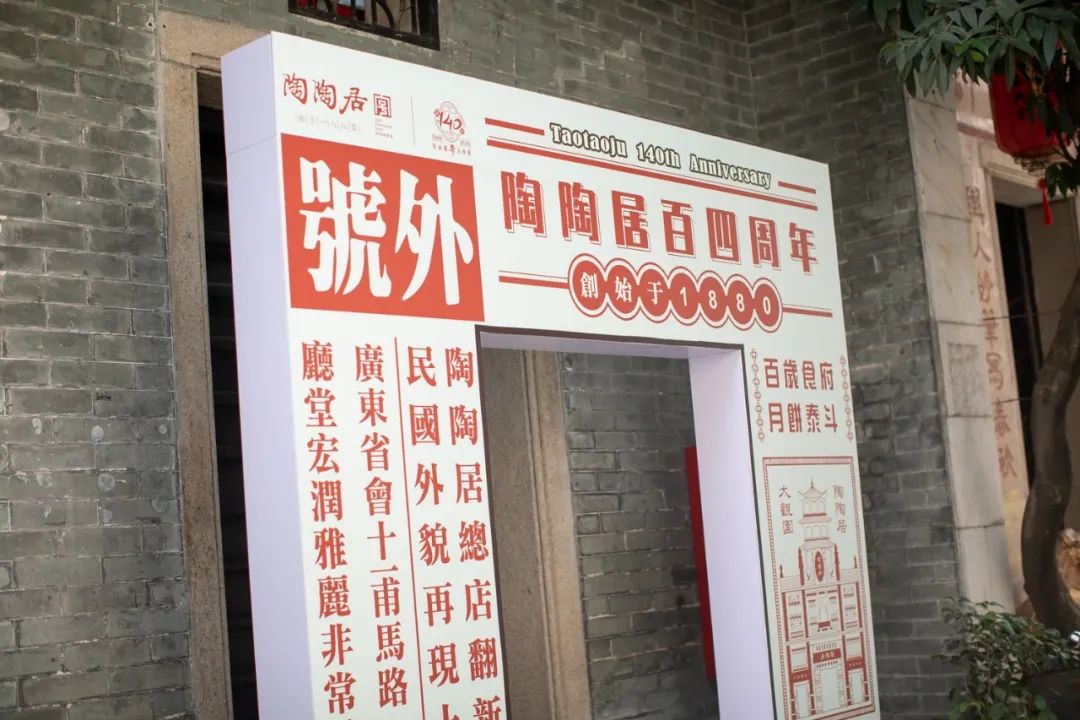 陶陶居
140
Taotaoju 140th Anniversary
陶陶居百四周年
創始于1880
號外
陶陶居總店翻新
民國外貌再現
廣東省會十一甫馬路
廳堂宏潤雅麗非常
百歲食府
月餅泰斗
陶陶居
大觀園